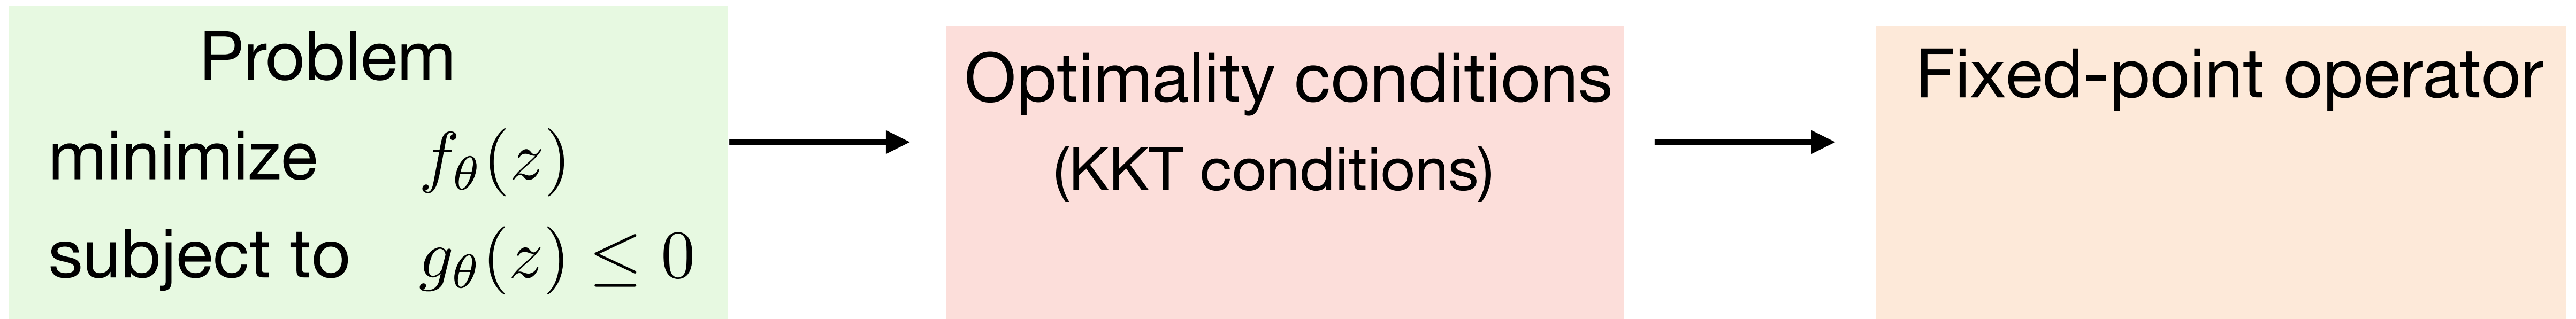 Problem
minimize f_θ(z)
subject to g_θ(z) ≤ 0
Optimality conditions
(KKT conditions)
Fixed-point operator